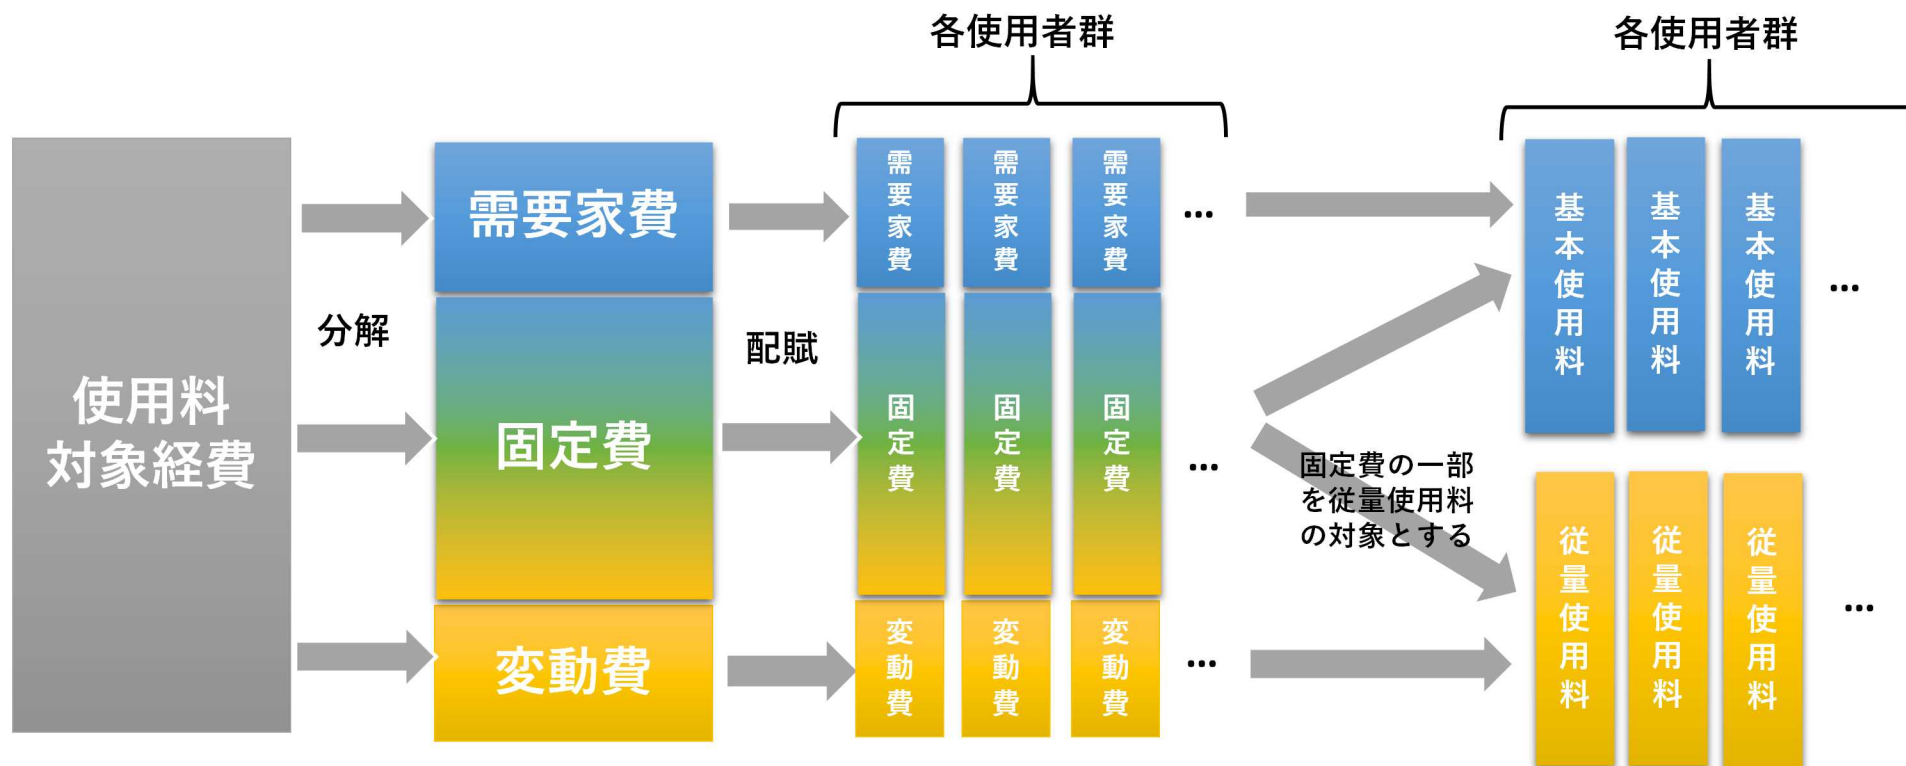 各使用者群
各使用者群
使用料
対象経費
分解
需要家費
固定費
変動費
配賦
需要家費
需要家費
需要家費
...
固定費
固定費
固定費
...
変動費
変動費
変動費
...
固定費の一部
を従量使用料
の対象とする
基本使用料
基本使用料
基本使用料
...
従量使用料
従量使用料
従量使用料
...